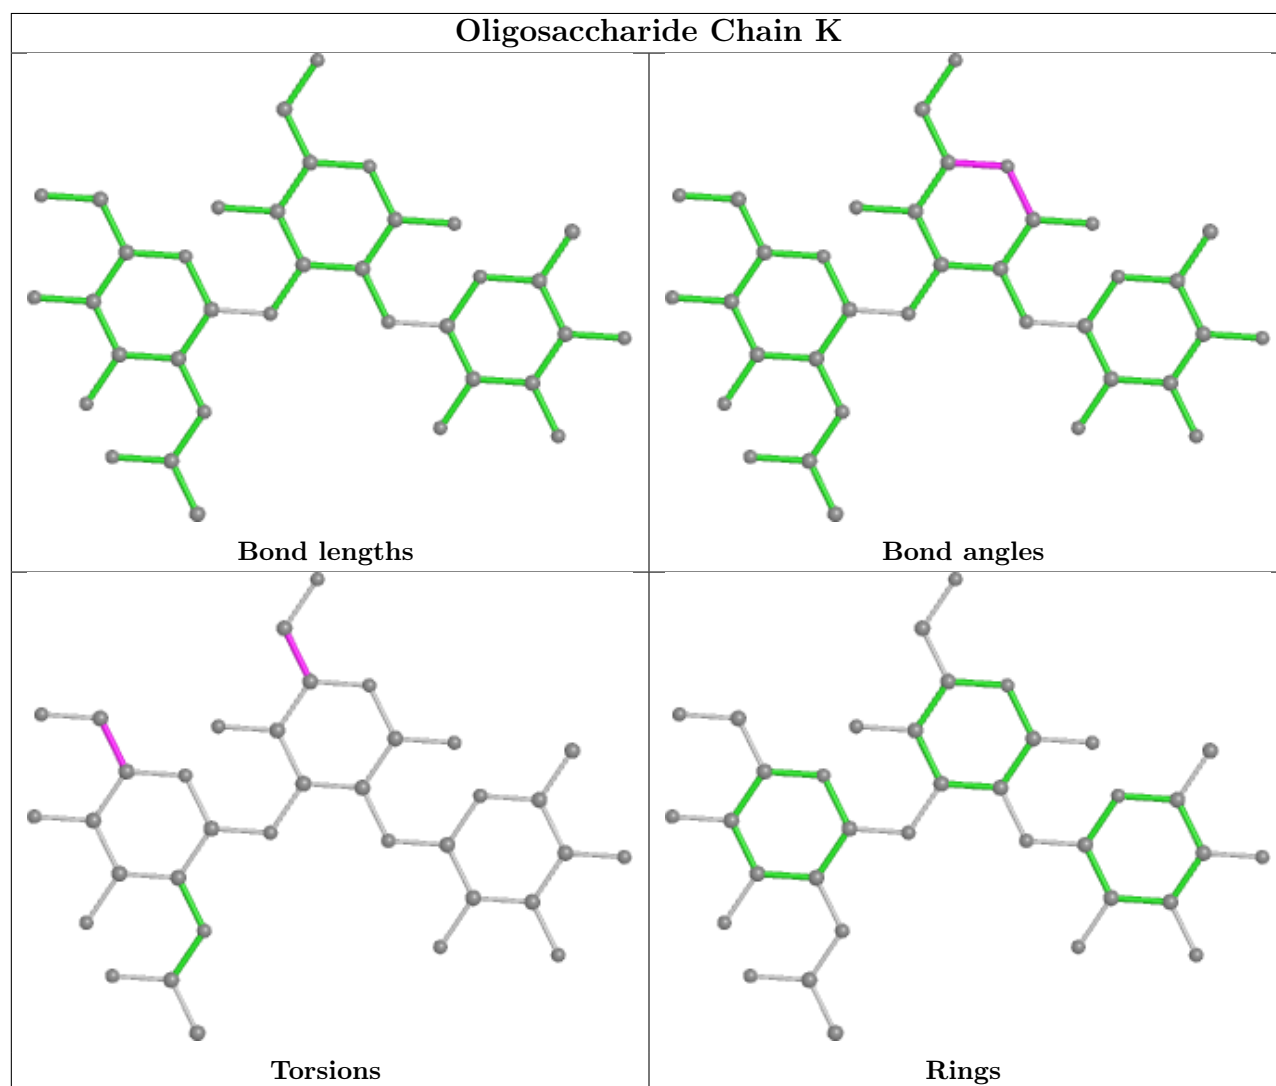 Oligosaccharide Chain K
Bond lengths
Bond angles
Torsions
Rings